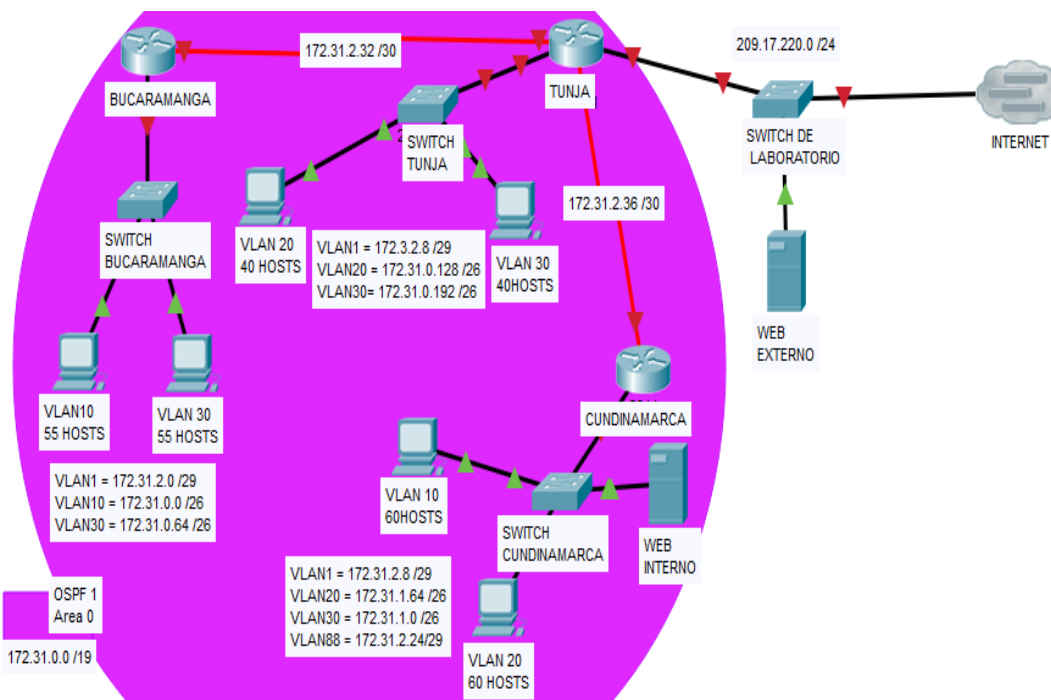 172.31.2.32 /30
209.17.220.0 /24
BUCARAMANGA
TUNJA
INTERNET
SWITCH DE
LABORATORIO
2
SWITCH
TUNJA
172.31.2.36 /30
SWITCH
BUCARAMANGA
VLAN 20
40 HOSTS
VLAN1 = 172.3.2.8 /29
VLAN20 = 172.31.0.128 /26
VLAN30= 172.31.0.192 /26
VLAN 30
40HOSTS
WEB
EXTERNO
VLAN10
55 HOSTS
VLAN 30
55 HOSTS
CUNDINAMARCA
VLAN1 = 172.31.2.0 /29
VLAN10 = 172.31.0.0 /26
VLAN30 = 172.31.0.64 /26
VLAN 10
60HOSTS
SWITCH
CUNDINAMARCA
WEB
INTERNO
VLAN1 = 172.31.2.8 /29
VLAN20 = 172.31.1.64 /26
VLAN30 = 172.31.1.0 /26
VLAN88 = 172.31.2.24/29
OSPF 1
Area 0
172.31.0.0 /19
VLAN 20
60 HOSTS